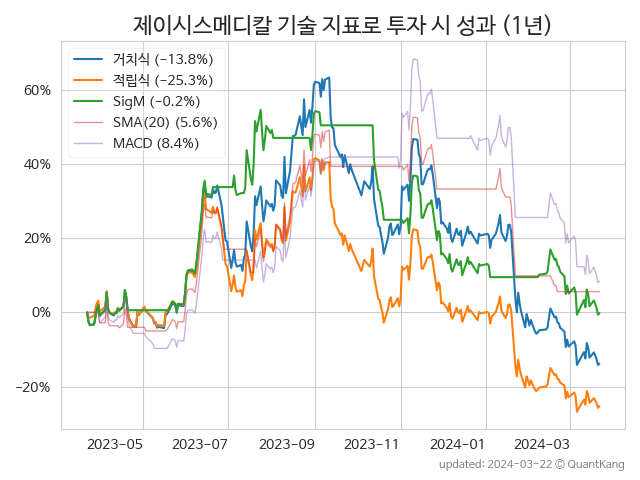 제이시스메디칼 기술 지표로 투자 시 성과 (1년)
거치식 (−13.8%)
적립식 (−25.3%)
SigM (−0.2%)
SMA(20) (5.6%)
MACD (8.4%)
60%
40%
20%
0%
−20%
2023-05
2023-07
2023-09
2023-11
2024-01
2024-03
updated: 2024-03-22 © QuantKang